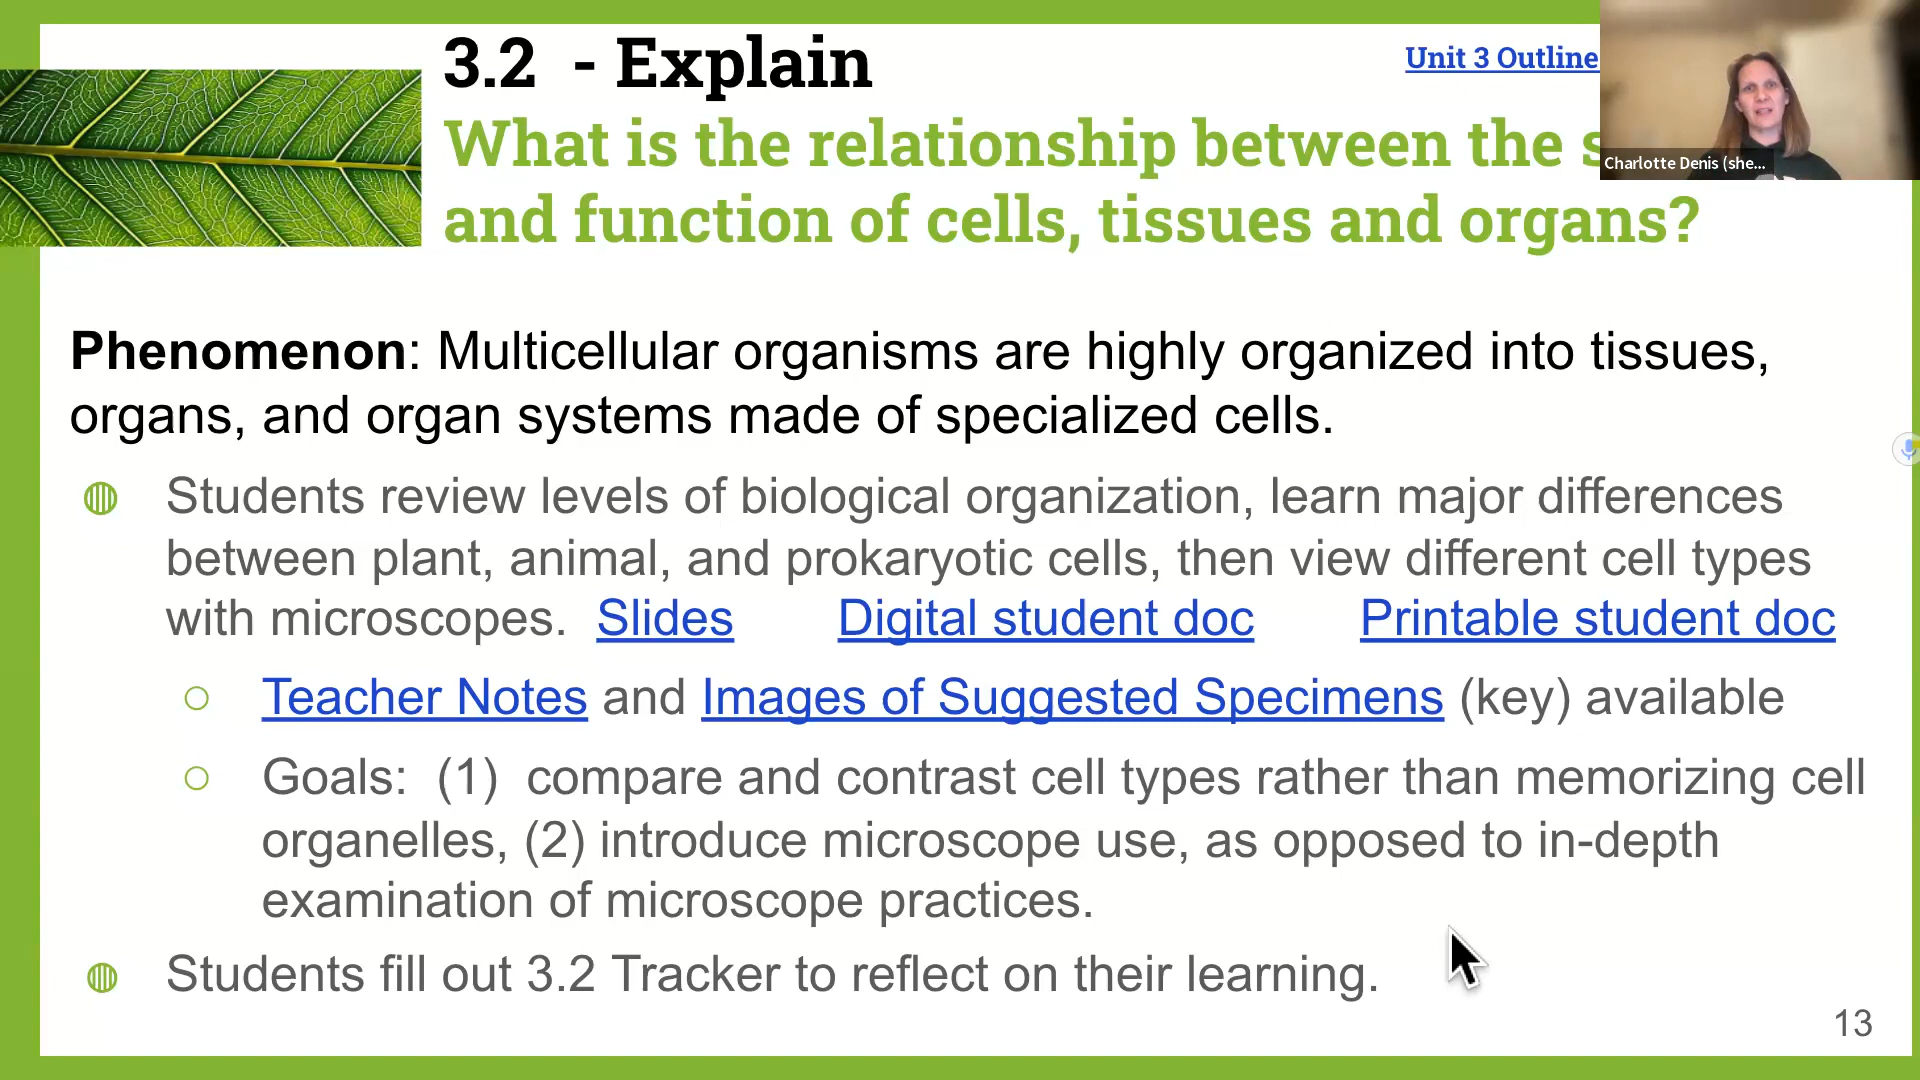 3.2 - Explain
Unit 3 Outline
What is the relationship between the
and function of cells, tissues and organs?
Charlotte Denis (she...
Phenomenon: Multicellular organisms are highly organized into tissues,
organs, and organ systems made of specialized cells.
Students review levels of biological organization, learn major differences
between plant, animal, and prokaryotic cells, then view different cell types
with microscopes. Slides Digital student doc Printable student doc
Teacher Notes and Images of Suggested Specimens (key) available
Goals: (1) compare and contrast cell types rather than memorizing cell
organelles, (2) introduce microscope use, as opposed to in-depth
examination of microscope practices.
Students fill out 3.2 Tracker to reflect on their learning.
13